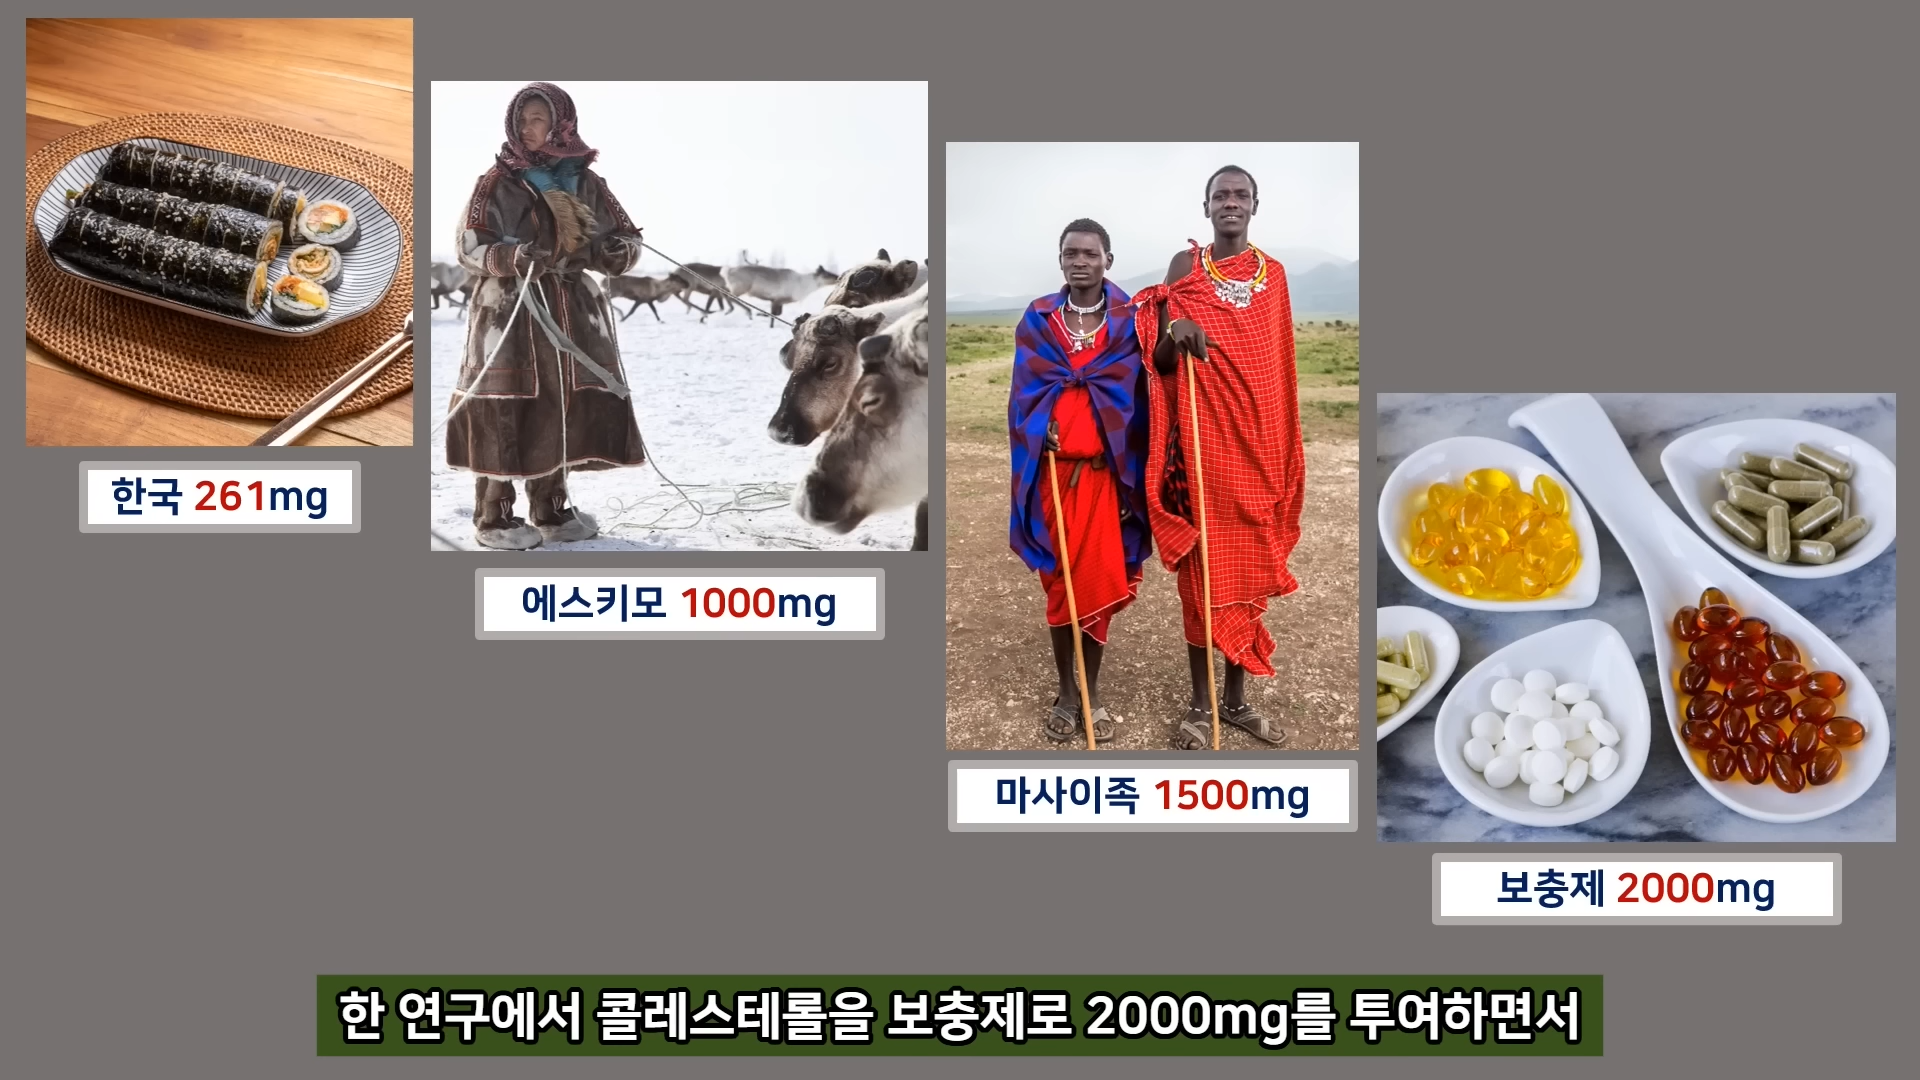 한국 261mg
에스키모 1000mg
마사이족 1500mg
보충제 2000mg
한 연구에서 콜레스테롤을 보충제로 2000mg를 투여하면서